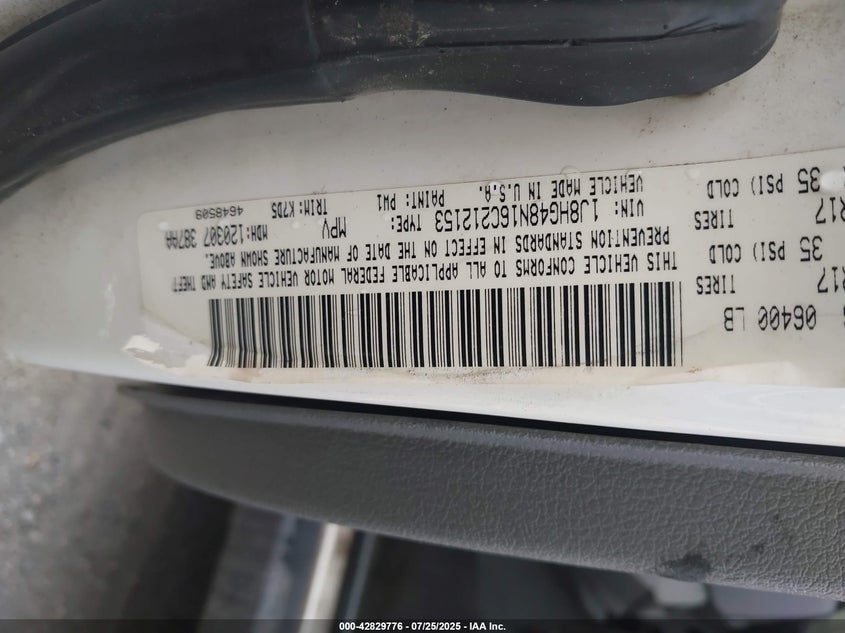 06400 LB
R17 TIRES
35 PSI) COLD
R17 TIRES
35 PSI) COLD
THIS VEHICLE CONFORMS TO ALL APPLICABLE FEDERAL MOTOR VEHICLE SAFETY AND THEFT
PREVENTION STANDARDS IN EFFECT ON THE DATE OF MANUFACTURE SHOWN ABOVE.
VIN: 1J8HG48N16C212153 TYPE: MPV MDH:120307 387AA
VEHICLE MADE IN U.S.A. PAINT: PW1 TRIM: K7D5 4648509
000-42829776 - 07/25/2025 - IAA Inc.